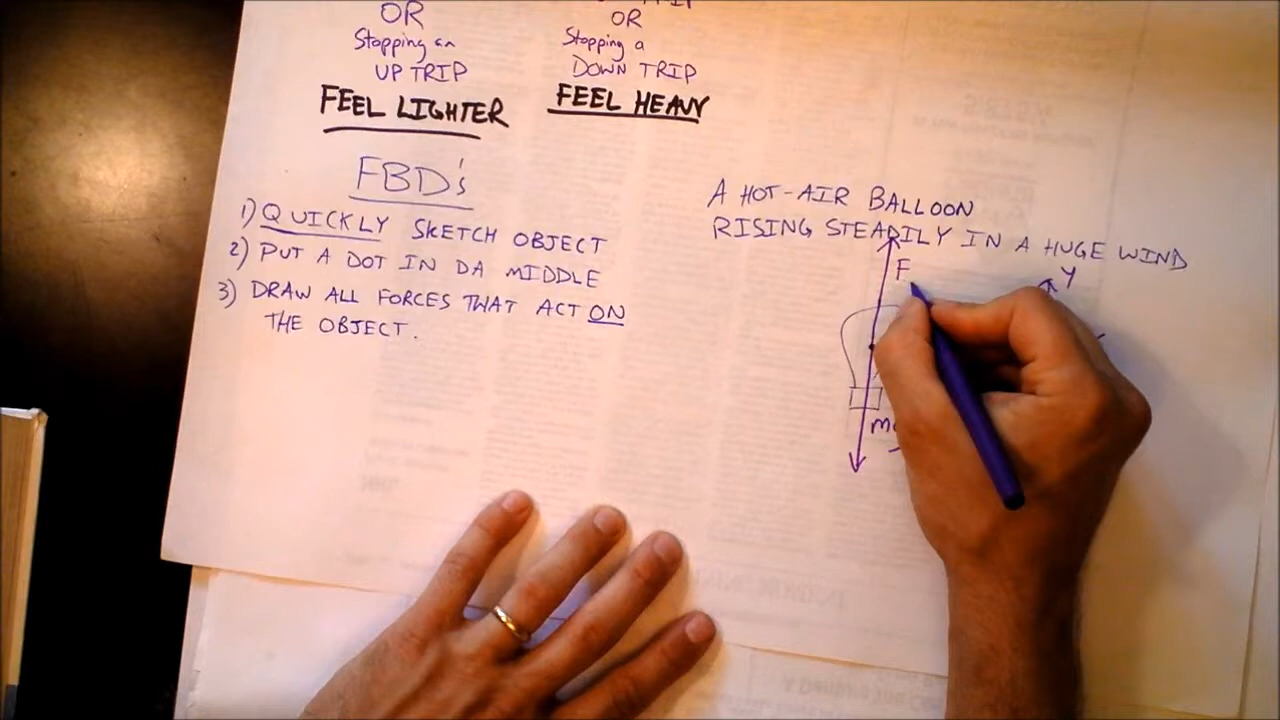 OR
Stopping an
UP TRIP
FEEL LIGHTER
OR
Stopping a
DOWN TRIP
FEEL HEAVY
FBD's
1) QUICKLY SKETCH OBJECT
2) PUT A DOT IN DA MIDDLE
3) DRAW ALL FORCES THAT ACT ON
THE OBJECT.
A HOT-AIR BALLOON
RISING STEADILY IN A HUGE WIND
F
Y